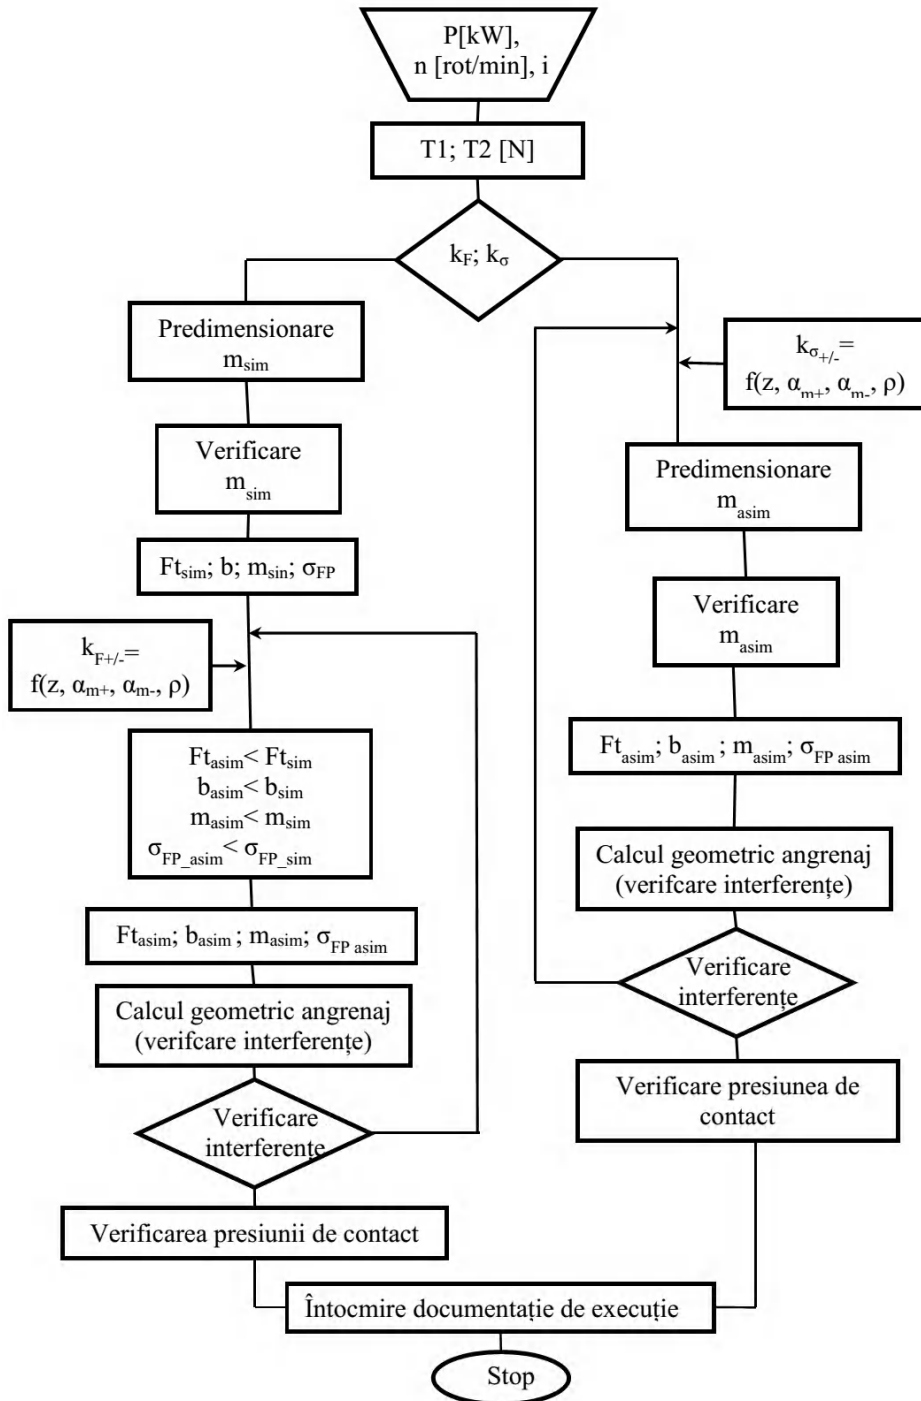 P[kW],
n [rot/min], i
T1; T2 [N]
k_F; k_σ
Predimensionare
m_sim
Verificare
m_sim
Ft_sim; b; m_sin; σ_FP
k_F+/-=
f(z, α_m+, α_m-, ρ)
Ft_asim< Ft_sim
b_asim< b_sim
m_asim< m_sim
σ_FP_asim< σ_FP_sim
Ft_asim; b_asim ; m_asim; σ_FP asim
Calcul geometric angrenaj
(verifcare interferențe)
Verificare
interferențe
Verificarea presiunii de contact
k_σ+/-=
f(z, α_m+, α_m-, ρ)
Predimensionare
m_asim
Verificare
m_asim
Ft_asim; b_asim ; m_asim; σ_FP asim
Calcul geometric angrenaj
(verifcare interferențe)
Verificare
interferențe
Verificare presiunea de
contact
Întocmire documentație de execuție
Stop